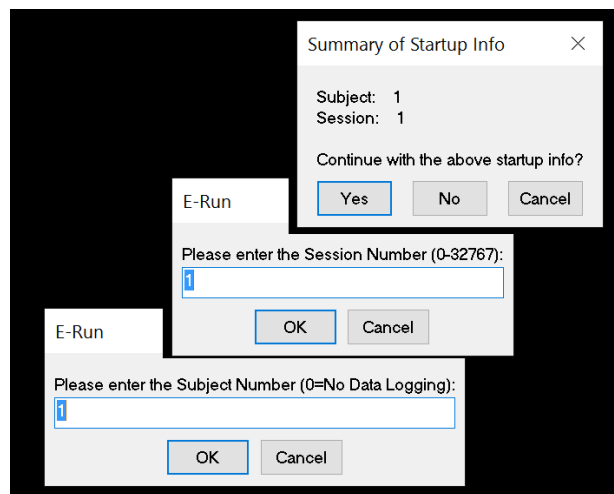 Summary of Startup Info
Subject: 1
Session: 1
Continue with the above startup info?
Yes No Cancel
E-Run
Please enter the Session Number (0-32767):
1
OK Cancel
E-Run
Please enter the Subject Number (0=No Data Logging):
1
OK Cancel